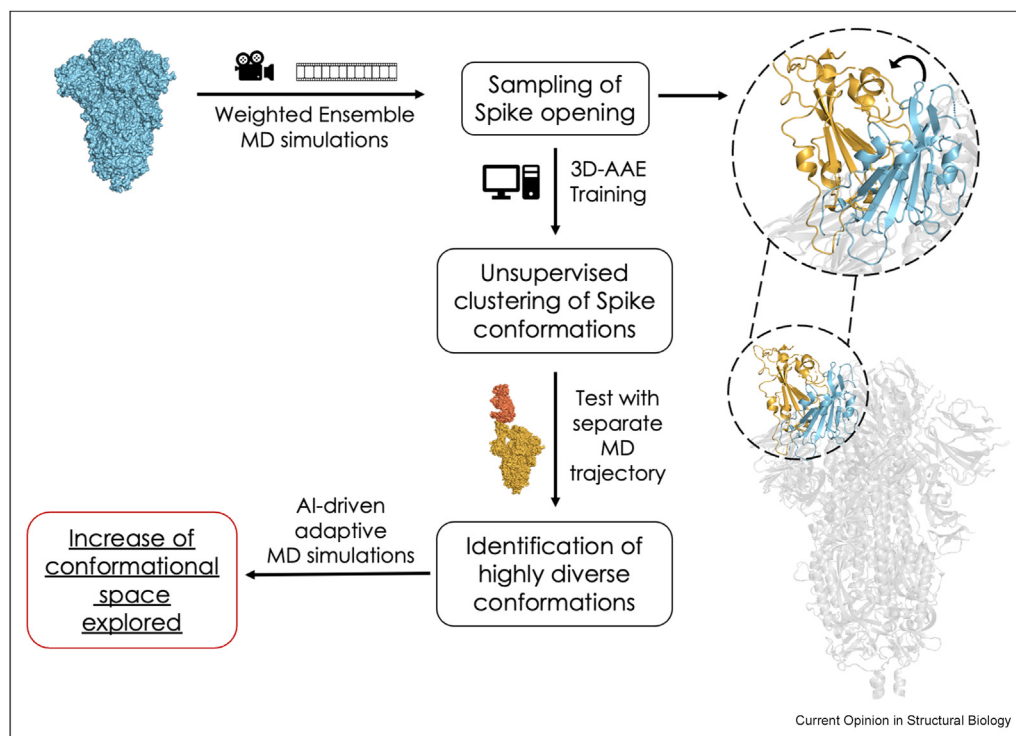 Weighted Ensemble
MD simulations
Sampling of
Spike opening
3D-AAE
Training
Unsupervised
clustering of Spike
conformations
Test with
separate
MD
trajectory
Identification of
highly diverse
conformations
AI-driven
adaptive
MD simulations
Increase of
conformational
space
explored
Current Opinion in Structural Biology